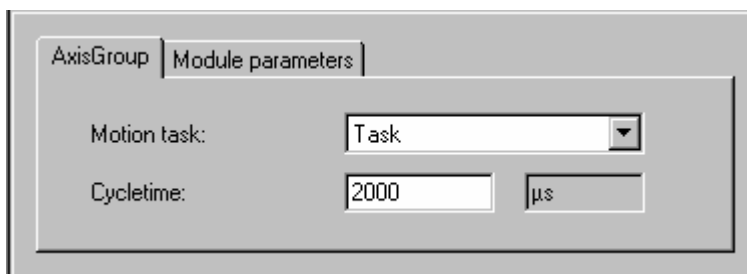 AxisGroup Module parameters
Motion task: Task
Cycletime: 2000 µs